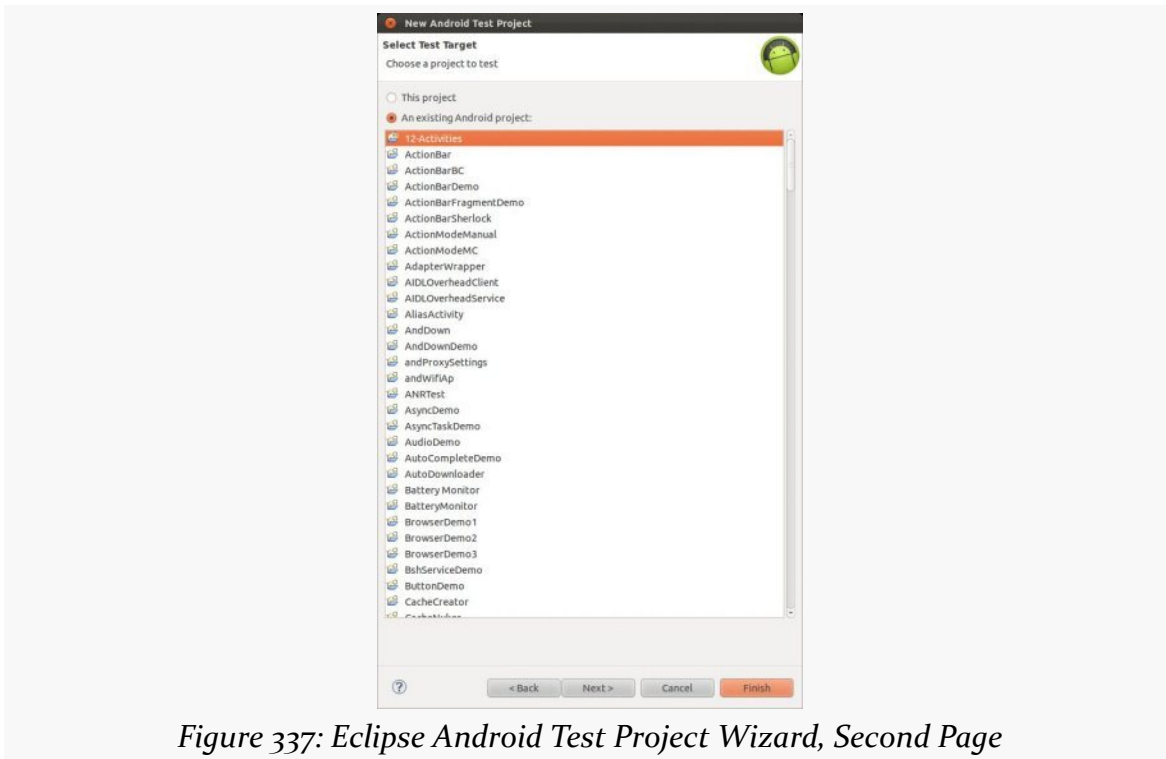 New Android Test Project
Select Test Target
Choose a project to test
This project
An existing Android project:
12-Activities
ActionBar
ActionBarBC
ActionBarDemo
ActionBarFragmentDemo
ActionBarSherlock
ActionModeManual
ActionModeMC
AdapterWrapper
AIDLOverheadClient
AIDLOverheadService
AliasActivity
AndDown
AndDownDemo
andProxySettings
andWifiAp
ANRTest
AsyncDemo
AsyncTaskDemo
AudioDemo
AutoCompleteDemo
AutoDownloader
Battery Monitor
BatteryMonitor
BrowserDemo1
BrowserDemo2
BrowserDemo3
BshServiceDemo
ButtonDemo
CacheCreator
? < Back Next > Cancel Finish
Figure 337: Eclipse Android Test Project Wizard, Second Page